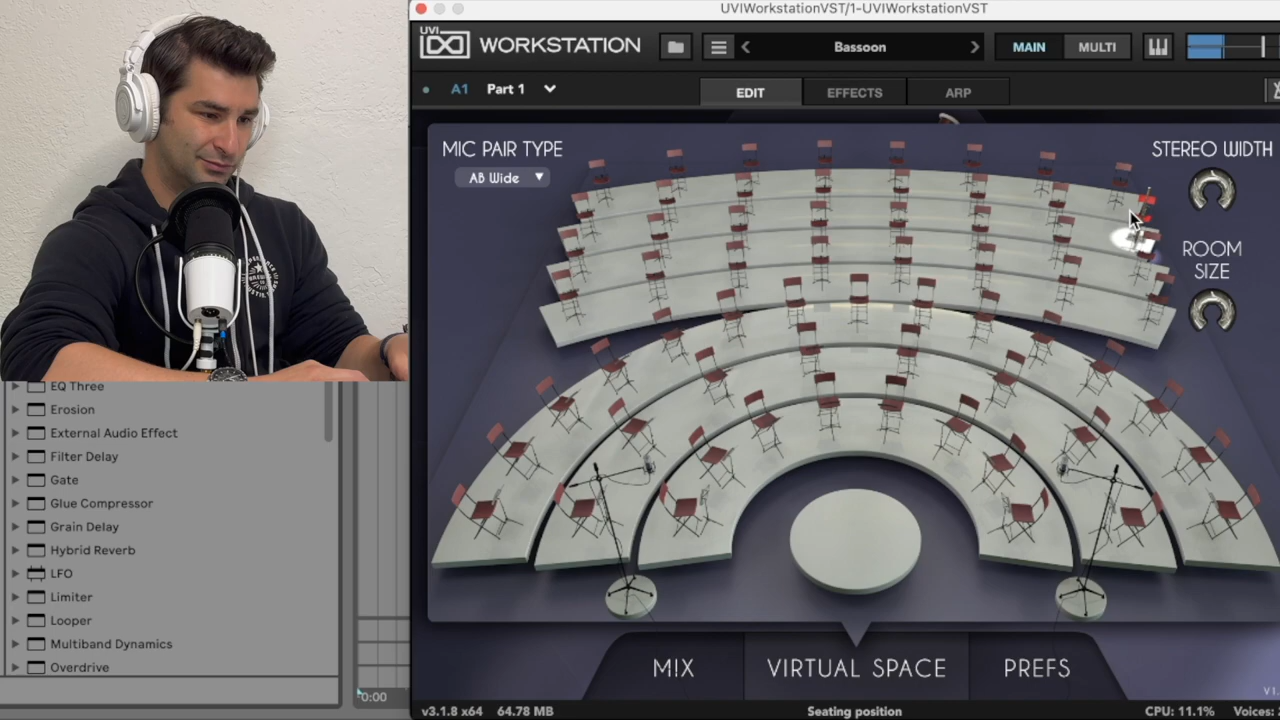 UVIWorkstationVST/1-UVIWorkstationVST
UVI
WORKSTATION
Bassoon
MAIN
MULTI
A1
Part 1
EDIT
EFFECTS
ARP
MIC PAIR TYPE
AB Wide
STEREO WIDTH
ROOM
SIZE
EQ Three
Erosion
External Audio Effect
Filter Delay
Gate
Glue Compressor
Grain Delay
Hybrid Reverb
LFO
Limiter
Looper
Multiband Dynamics
Overdrive
0:00
MIX
VIRTUAL SPACE
PREFS
V1.
v3.1.8 x64
64.78 MB
Seating position
CPU: 11.1%
Voices: